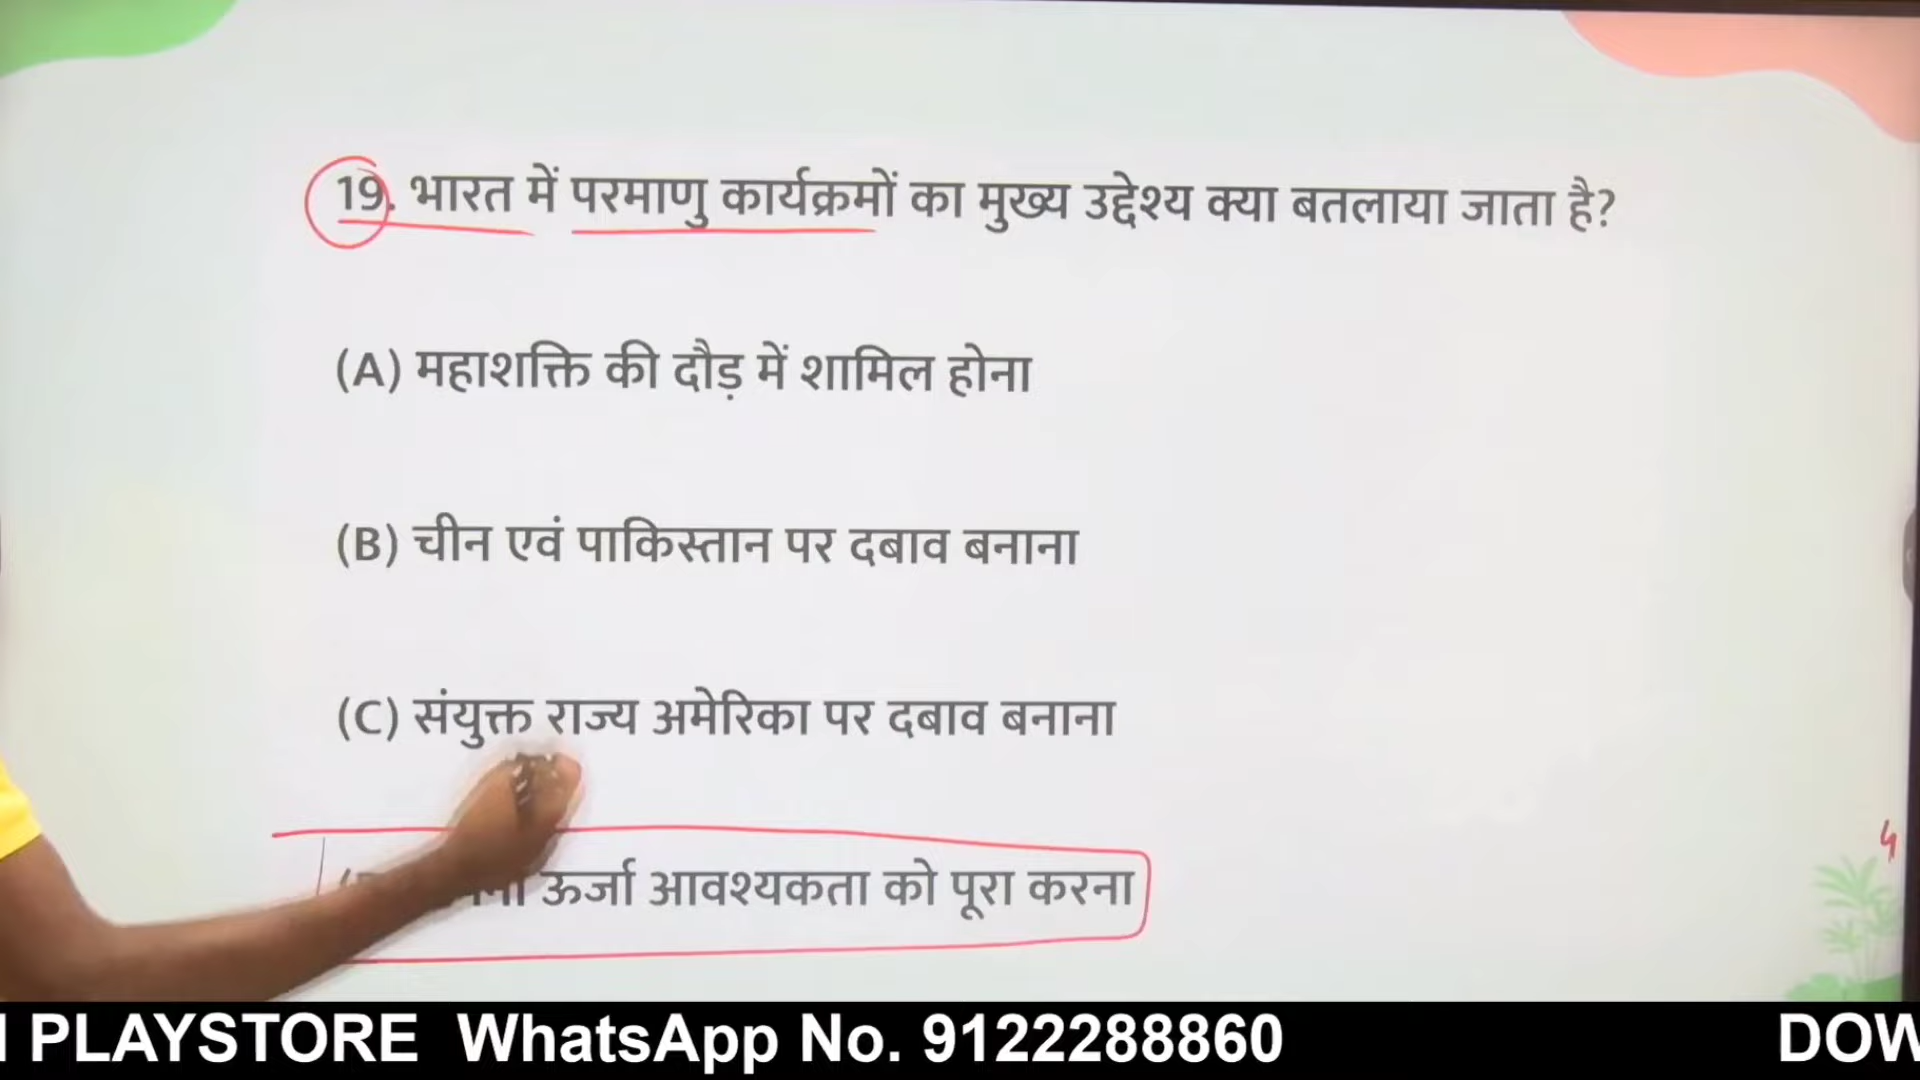 19. भारत में परमाणु कार्यक्रमों का मुख्य उद्देश्य क्या बतलाया जाता है?
(A) महाशक्ति की दौड़ में शामिल होना
(B) चीन एवं पाकिस्तान पर दबाव बनाना
(C) संयुक्त राज्य अमेरिका पर दबाव बनाना
ऊर्जा आवश्यकता को पूरा करना
PLAYSTORE WhatsApp No. 9122288860